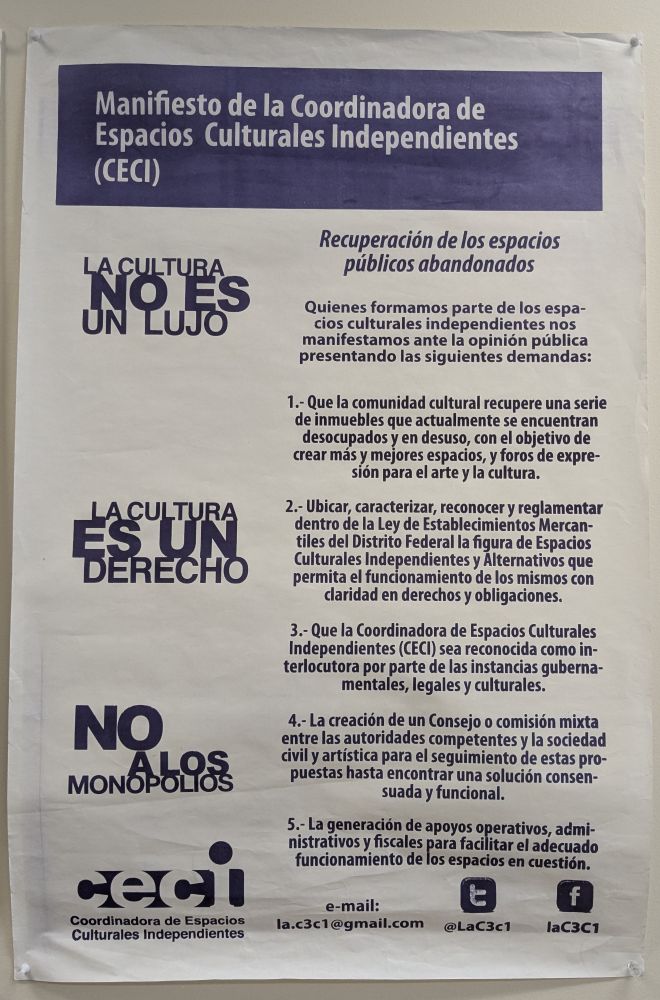 Manifiesto de la Coordinadora de
Espacios Culturales Independientes
(CECI)
LA CULTURA
NO ES
UN LUJO
LA CULTURA
ES UN
DERECHO
NO
A LOS
MONOPOLIOS
Recuperación de los espacios
públicos abandonados
Quienes formamos parte de los espa-
cios culturales independientes nos
manifestamos ante la opinión pública
presentando las siguientes demandas:
1.- Que la comunidad cultural recupere una serie
de inmuebles que actualmente se encuentran
desocupados y en desuso, con el objetivo de
crear más y mejores espacios, y foros de expre-
sión para el arte y la cultura.
2.- Ubicar, caracterizar, reconocer y reglamentar
dentro de la Ley de Establecimientos Mercan-
tiles del Distrito Federal la figura de Espacios
Culturales Independientes y Alternativos que
permita el funcionamiento de los mismos con
claridad en derechos y obligaciones.
3.- Que la Coordinadora de Espacios Culturales
Independientes (CECI) sea reconocida como in-
terlocutora por parte de las instancias guberna-
mentales, legales y culturales.
4.- La creación de un Consejo o comisión mixta
entre las autoridades competentes y la sociedad
civil y artística para el seguimiento de estas pro-
puestas hasta encontrar una solución consen-
suada y funcional.
5.- La generación de apoyos operativos, admi-
nistrativos y fiscales para facilitar el adecuado
funcionamiento de los espacios en cuestión.
ceci
Coordinadora de Espacios
Culturales Independientes
e-mail:
la.c3c1@gmail.com
t
@LaC3c1
f
laC3C1